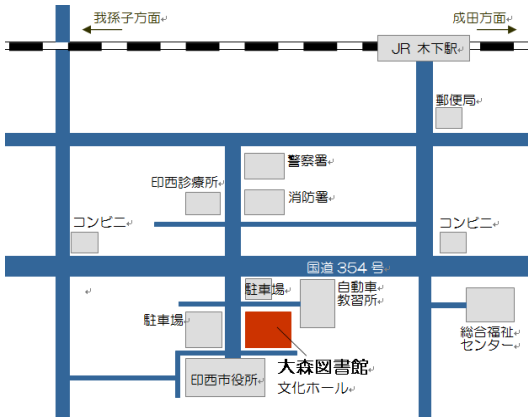 我孫子方面
成田方面
JR 木下駅
郵便局
警察署
印西診療所
消防署
コンビニ
コンビニ
国道 354 号
駐車場
自動車
教習所
駐車場
総合福祉
センター
大森図書館
印西市役所
文化ホール